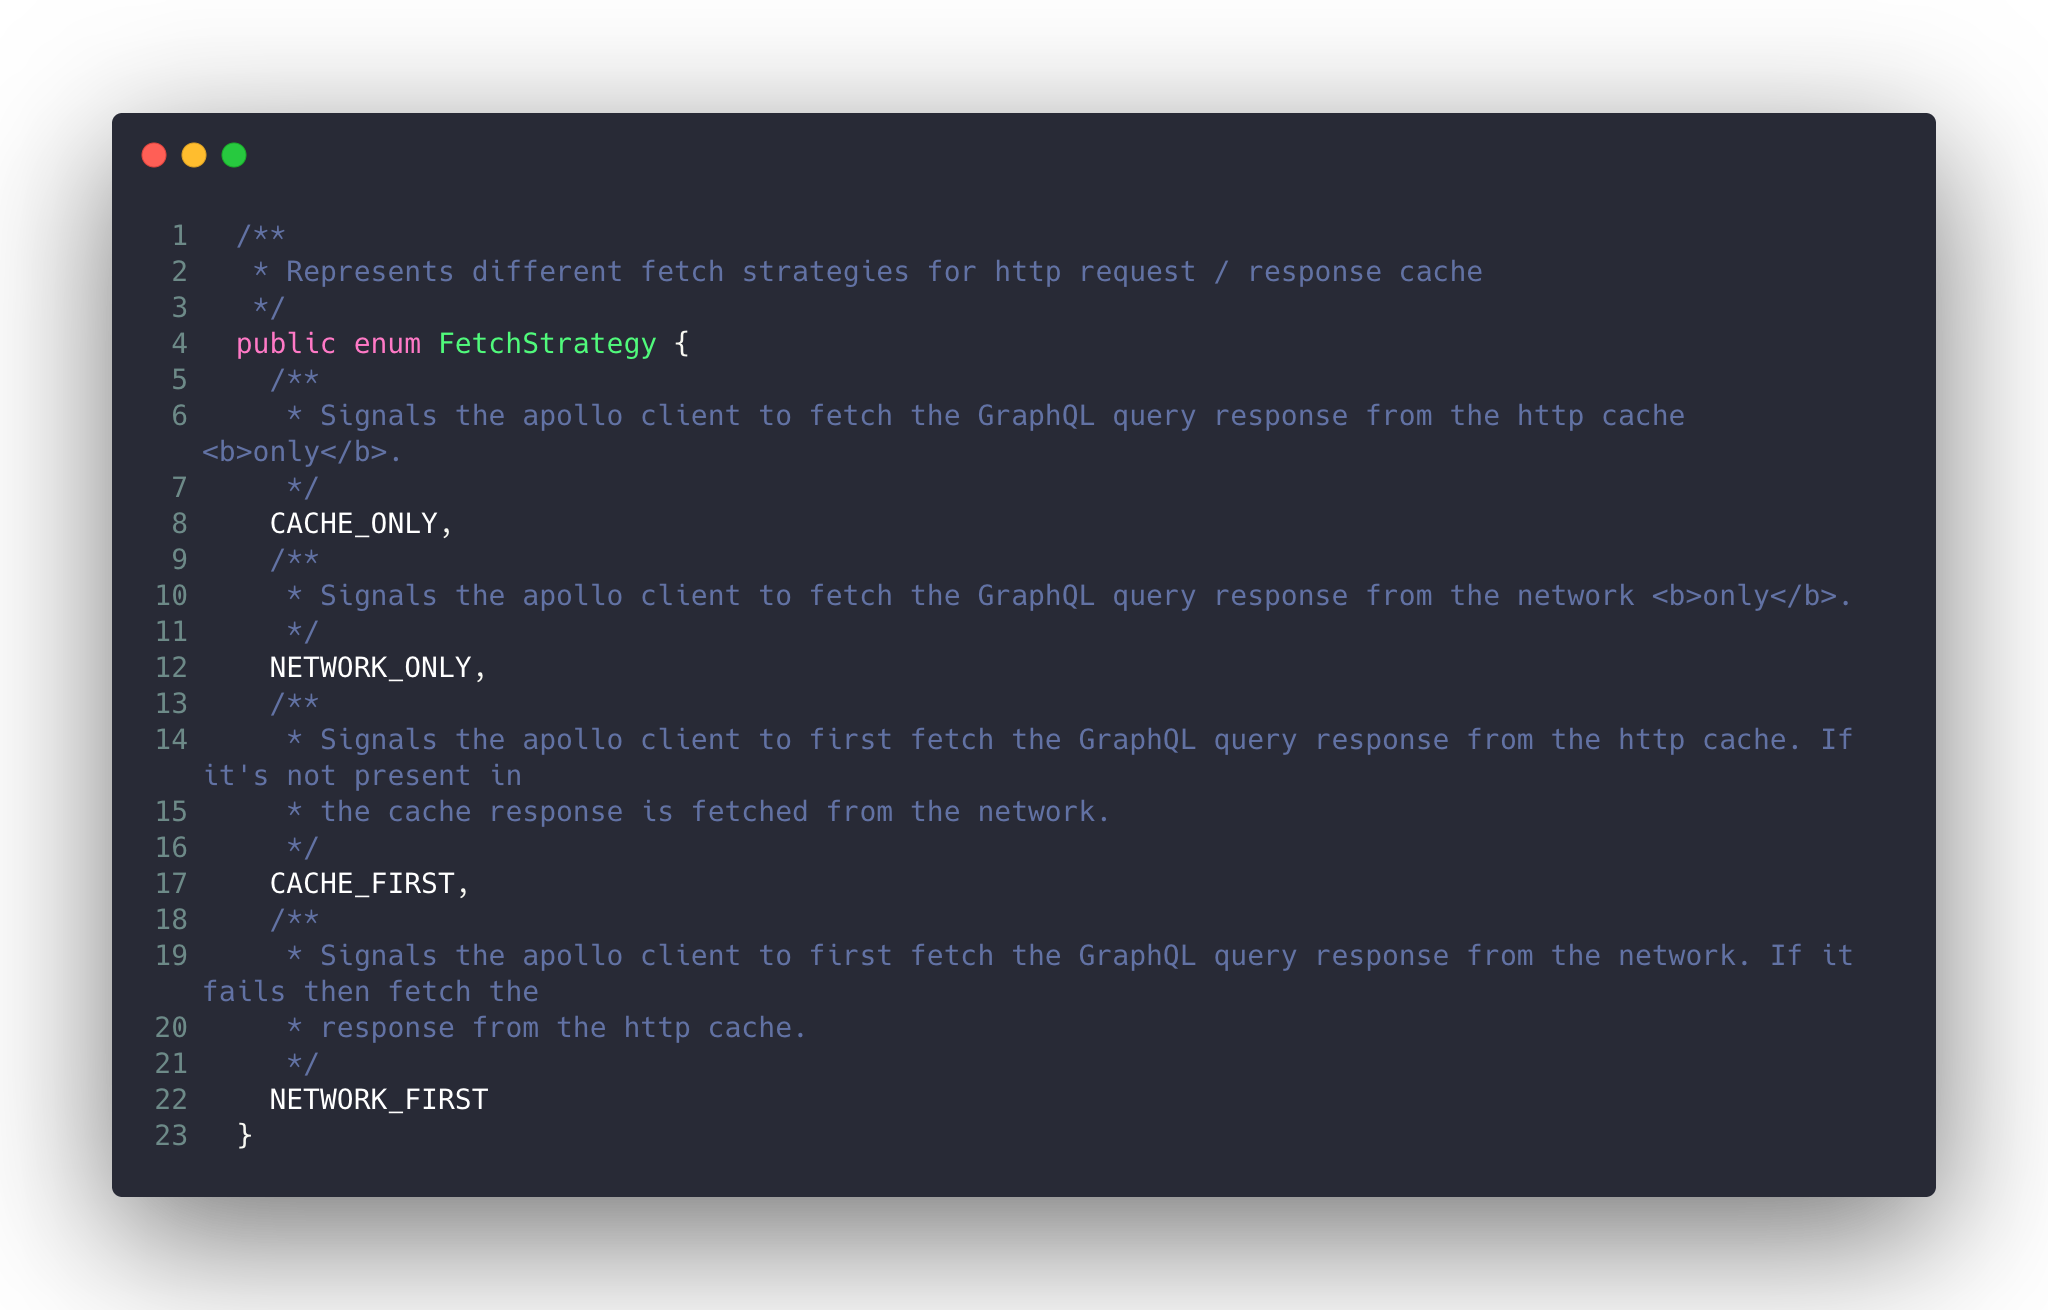 1 /**
2 * Represents different fetch strategies for http request / response cache
3 */
4 public enum FetchStrategy {
5 /**
6 * Signals the apollo client to fetch the GraphQL query response from the http cache
<b>only</b>.
7 */
8 CACHE_ONLY,
9 /**
10 * Signals the apollo client to fetch the GraphQL query response from the network <b>only</b>.
11 */
12 NETWORK_ONLY,
13 /**
14 * Signals the apollo client to first fetch the GraphQL query response from the http cache. If
it's not present in
15 * the cache response is fetched from the network.
16 */
17 CACHE_FIRST,
18 /**
19 * Signals the apollo client to first fetch the GraphQL query response from the network. If it
fails then fetch the
20 * response from the http cache.
21 */
22 NETWORK_FIRST
23 }